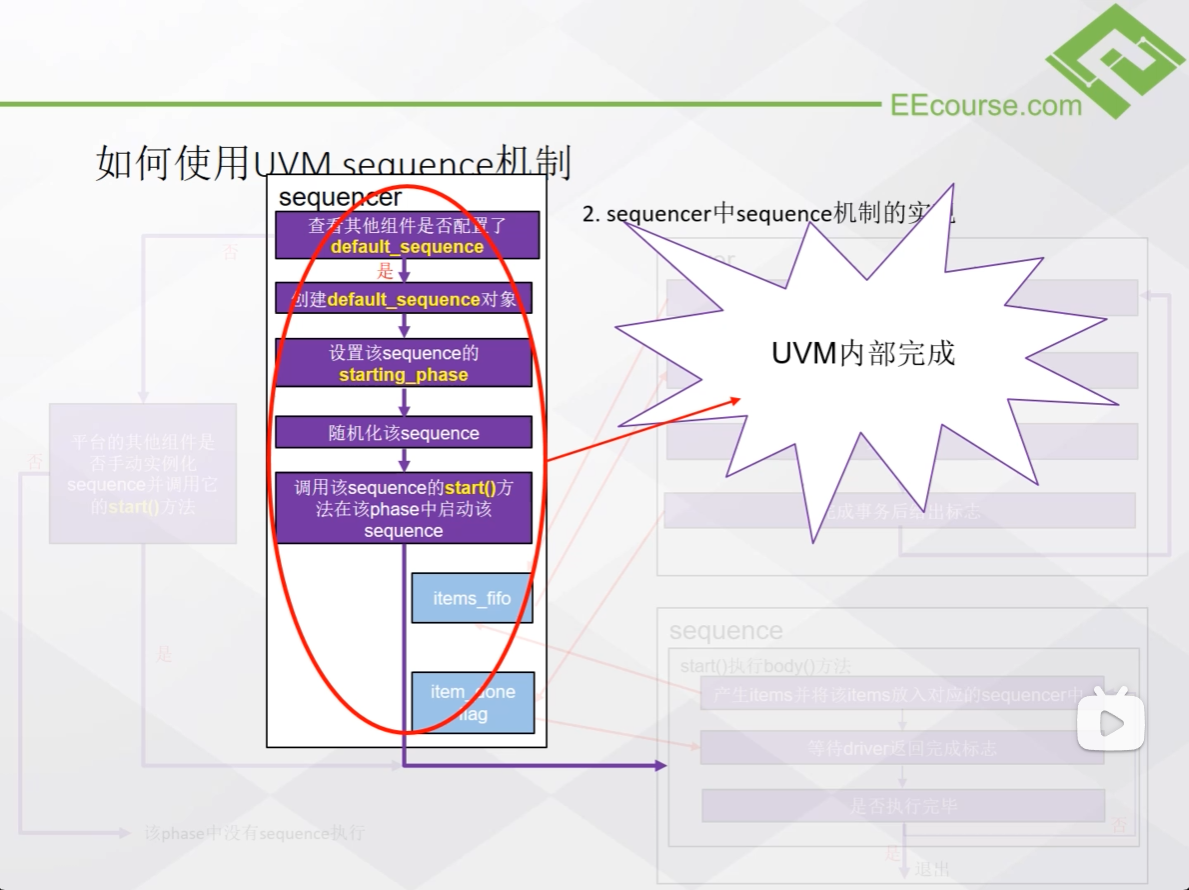 EEcourse.com
如何使用UVM sequence机制
sequencer
查看其他组件是否配置了
default_sequence
是
创建default_sequence对象
设置该sequence的
starting_phase
随机化该sequence
调用该sequence的start()方
法在该phase中启动该
sequence
items_fifo
item_done
flag
2. sequencer中sequence机制的实现
UVM内部完成
否
平台的其他组件是
否手动实例化
sequence并调用它
的start()方法
否
是
该phase中没有sequence执行
完成事务后给出标志
sequence
start()执行body()方法
产生items并将该items放入对应的sequencer中
等待driver返回完成标志
是否执行完毕
否
是
退出